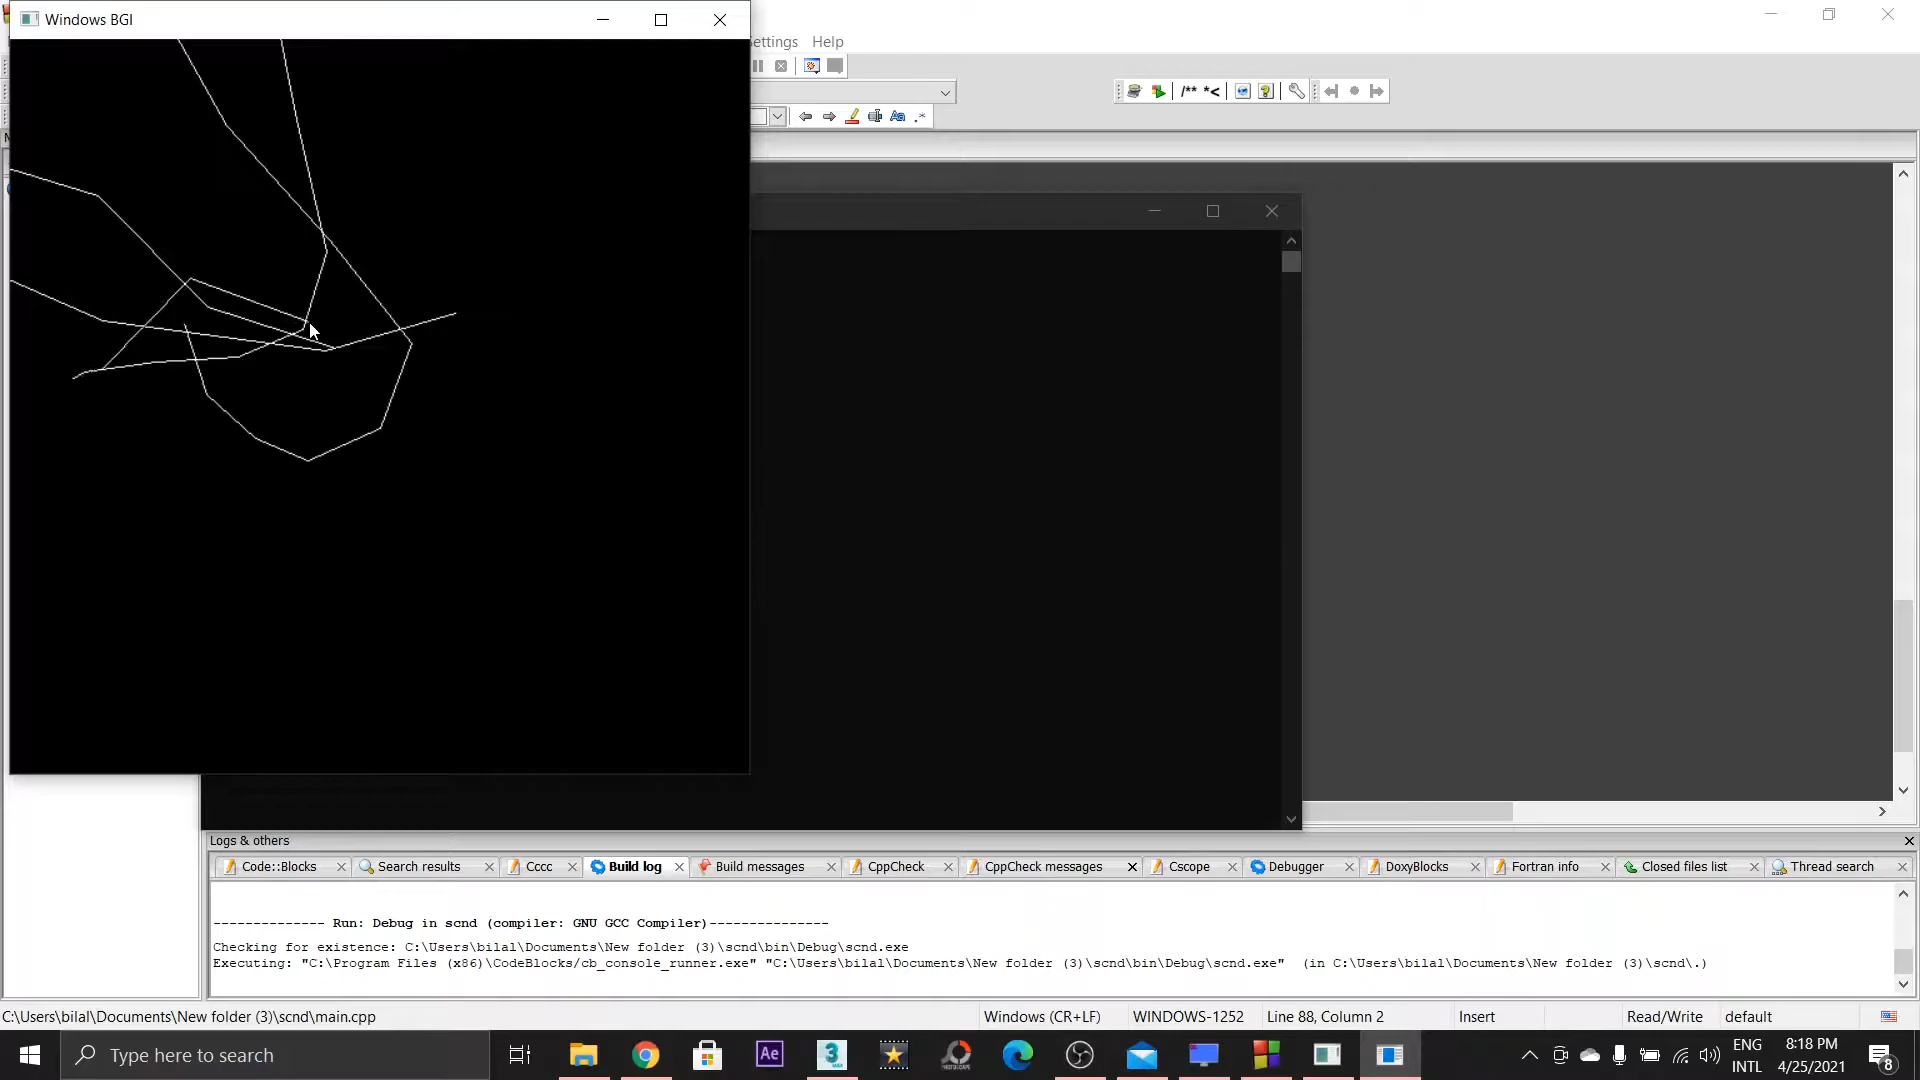 Windows BGI
ettings Help
/** *<
Aa .*
Logs & others
Code::Blocks Search results Cccc Build log Build messages CppCheck CppCheck messages Cscope Debugger DoxyBlocks Fortran info Closed files list Thread search
-------------- Run: Debug in scnd (compiler: GNU GCC Compiler)---------------
Checking for existence: C:\Users\bilal\Documents\New folder (3)\scnd\bin\Debug\scnd.exe
Executing: "C:\Program Files (x86)\CodeBlocks/cb_console_runner.exe" "C:\Users\bilal\Documents\New folder (3)\scnd\bin\Debug\scnd.exe" (in C:\Users\bilal\Documents\New folder (3)\scnd\.)
C:\Users\bilal\Documents\New folder (3)\scnd\main.cpp Windows (CR+LF) WINDOWS-1252 Line 88, Column 2 Insert Read/Write default
Type here to search Ae 3 ENG 8:18 PM
INTL 4/25/2021 8